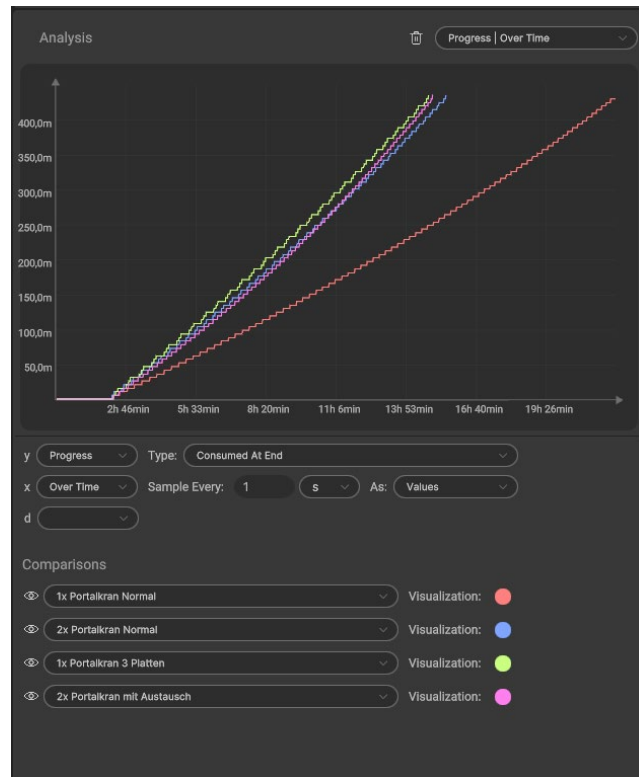 Analysis
Progress | Over Time
400,0m
350,0m
300,0m
250,0m
200,0m
150,0m
100,0m
50,0m
2h 46min 5h 33min 8h 20min 11h 6min 13h 53min 16h 40min 19h 26min
y Progress Type: Consumed At End
x Over Time Sample Every: 1 s As: Values
d
Comparisons
1x Portalkran Normal Visualization:
2x Portalkran Normal Visualization:
1x Portalkran 3 Platten Visualization:
2x Portalkran mit Austausch Visualization: